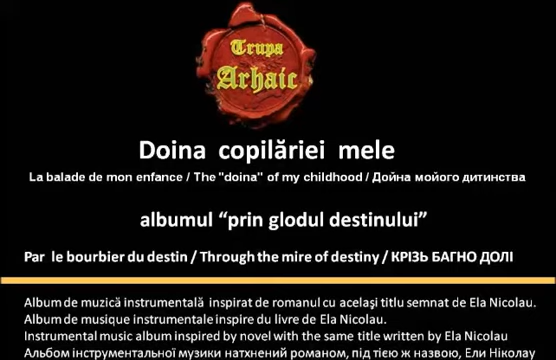 Trupa
Arhaic
Doina copilăriei mele
La balade de mon enfance / The "doina" of my childhood / Дойна мойого дитинства
albumul “prin glodul destinului”
Par le bourbier du destin / Through the mire of destiny / КРІЗЬ БАГНО ДОЛІ
Album de muzică instrumentală inspirat de romanul cu acelaşi titlu semnat de Ela Nicolau.
Album de musique instrumentale inspire du livre de Ela Nicolau.
Instrumental music album inspired by novel with the same title written by Ela Nicolau
Альбом інструментальної музики натхнений романом, під тією ж назвою, Ели Ніколау